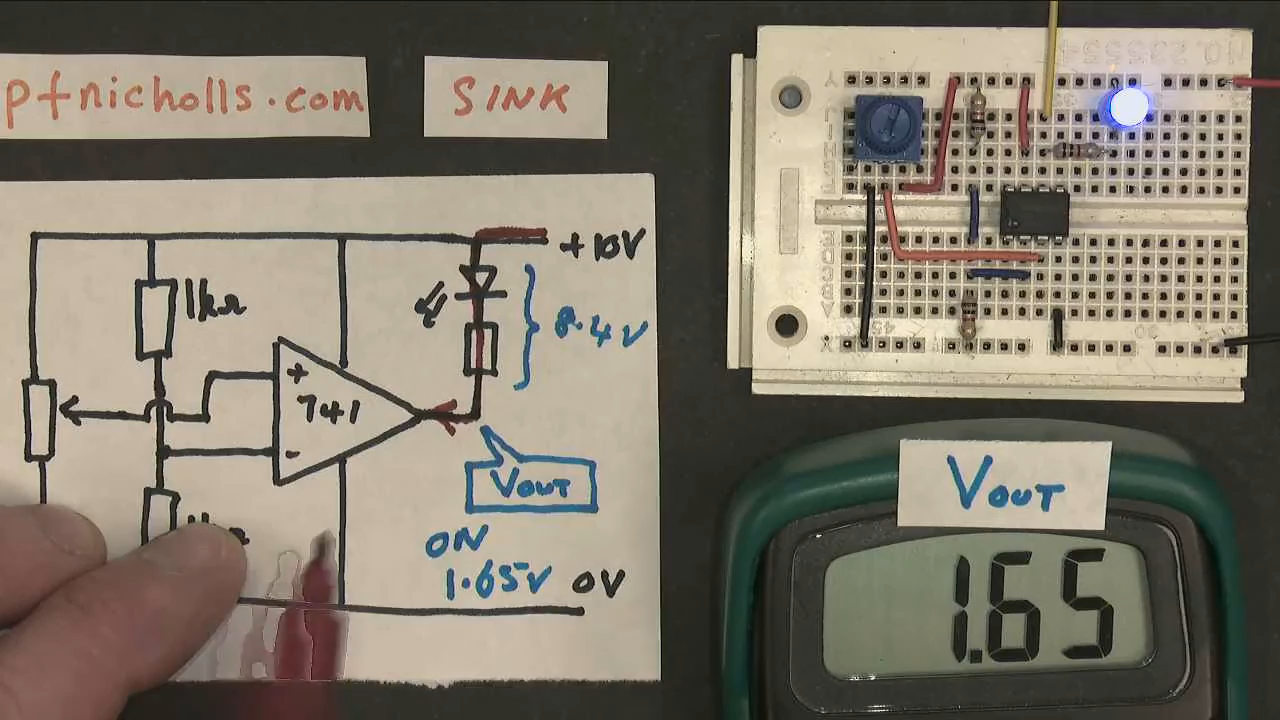 pfnicholls.com
SINK
+10V
1kΩ
8.4V
+
741
-
VOUT
ON
1.65V
0V
VOUT
1.65